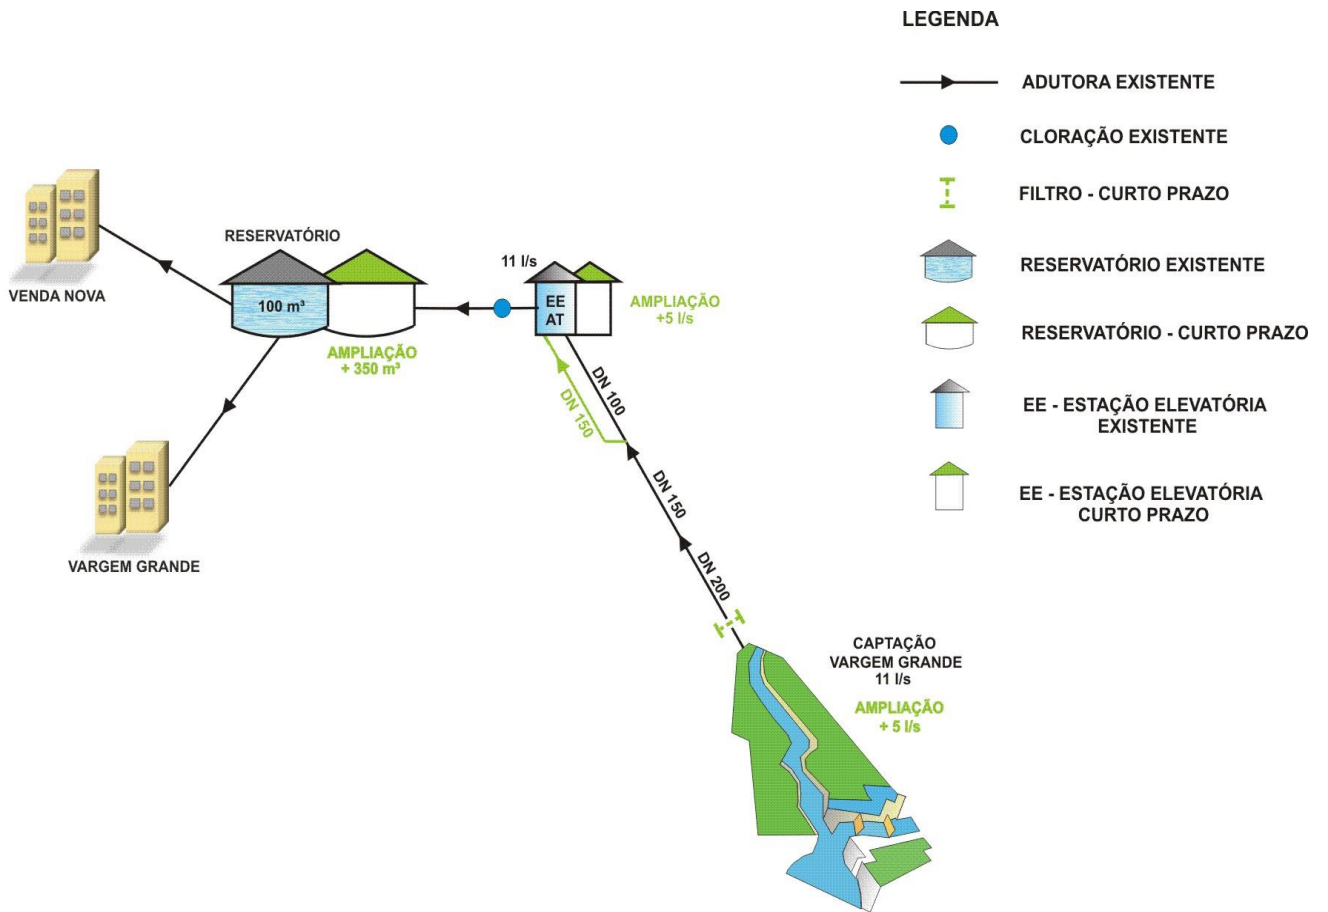 LEGENDA
ADUTORA EXISTENTE
CLORAÇÃO EXISTENTE
FILTRO - CURTO PRAZO
RESERVATÓRIO EXISTENTE
RESERVATÓRIO - CURTO PRAZO
EE - ESTAÇÃO ELEVATÓRIA
EXISTENTE
EE - ESTAÇÃO ELEVATÓRIA
CURTO PRAZO
VENDA NOVA
RESERVATÓRIO
100 m³
AMPLIAÇÃO
+ 350 m³
11 l/s
EE
AT
AMPLIAÇÃO
+5 l/s
DN 100
DN 150
DN 150
DN 200
VARGEM GRANDE
CAPTAÇÃO
VARGEM GRANDE
11 l/s
AMPLIAÇÃO
+ 5 l/s